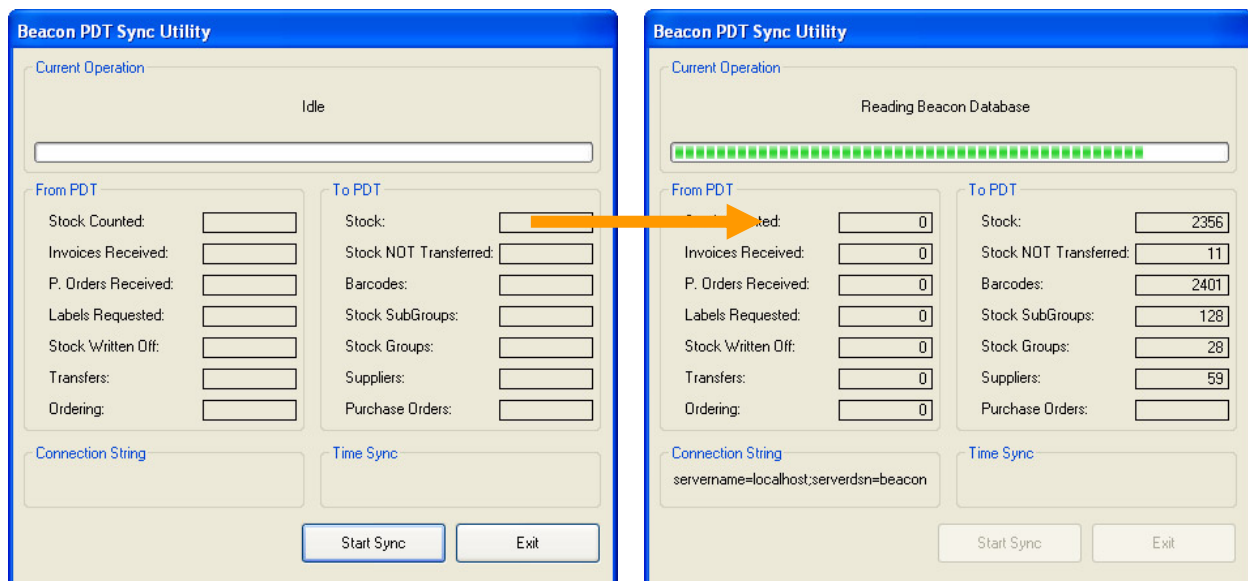 Beacon PDT Sync Utility
Current Operation
Idle
From PDT
Stock Counted:
Invoices Received:
P. Orders Received:
Labels Requested:
Stock Written Off:
Transfers:
Ordering:
To PDT
Stock:
Stock NOT Transferred:
Barcodes:
Stock SubGroups:
Stock Groups:
Suppliers:
Purchase Orders:
Connection String
Time Sync
Start Sync
Exit
Beacon PDT Sync Utility
Current Operation
Reading Beacon Database
From PDT
ted: 0
Invoices Received: 0
P. Orders Received: 0
Labels Requested: 0
Stock Written Off: 0
Transfers: 0
Ordering: 0
To PDT
Stock: 2356
Stock NOT Transferred: 11
Barcodes: 2401
Stock SubGroups: 128
Stock Groups: 28
Suppliers: 59
Purchase Orders:
Connection String
servername=localhost;serverdsn=beacon
Time Sync
Start Sync
Exit